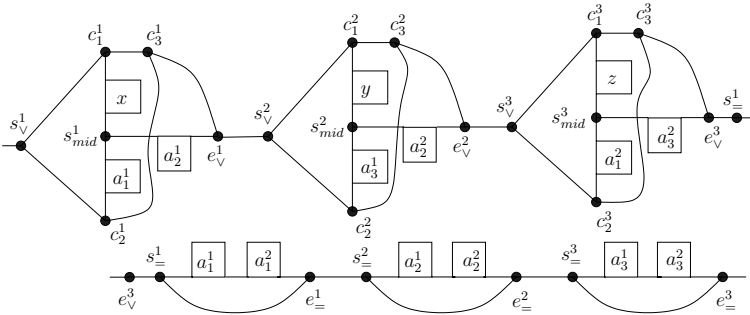 c_1^1 c_3^1 c_1^2 c_3^2 c_1^3 c_3^3
x y z
s_∨^1 s_mid^1 s_∨^2 s_mid^2 s_∨^3 s_mid^3 s_=^1
a_1^1 a_2^1 e_∨^1 a_3^1 a_2^2 e_∨^2 a_1^2 a_3^2 e_∨^3
c_2^1 c_2^2 c_2^3
s_=^1 a_1^1 a_1^2 s_=^2 a_2^1 a_2^2 s_=^3 a_3^1 a_3^2
e_∨^3 e_=^1 e_=^2 e_=^3